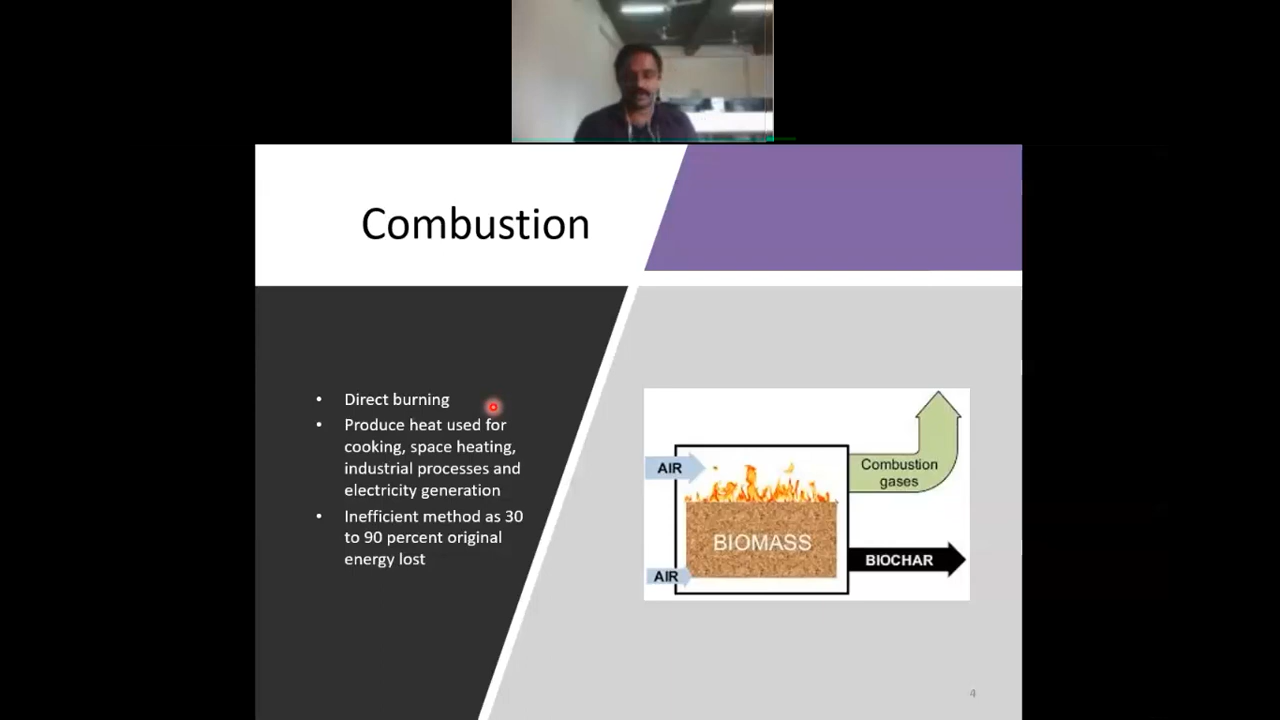 Combustion
• Direct burning
• Produce heat used for
cooking, space heating,
industrial processes and
electricity generation
• Inefficient method as 30
to 90 percent original
energy lost
AIR
Combustion
gases
BIOMASS
BIOCHAR
AIR
4